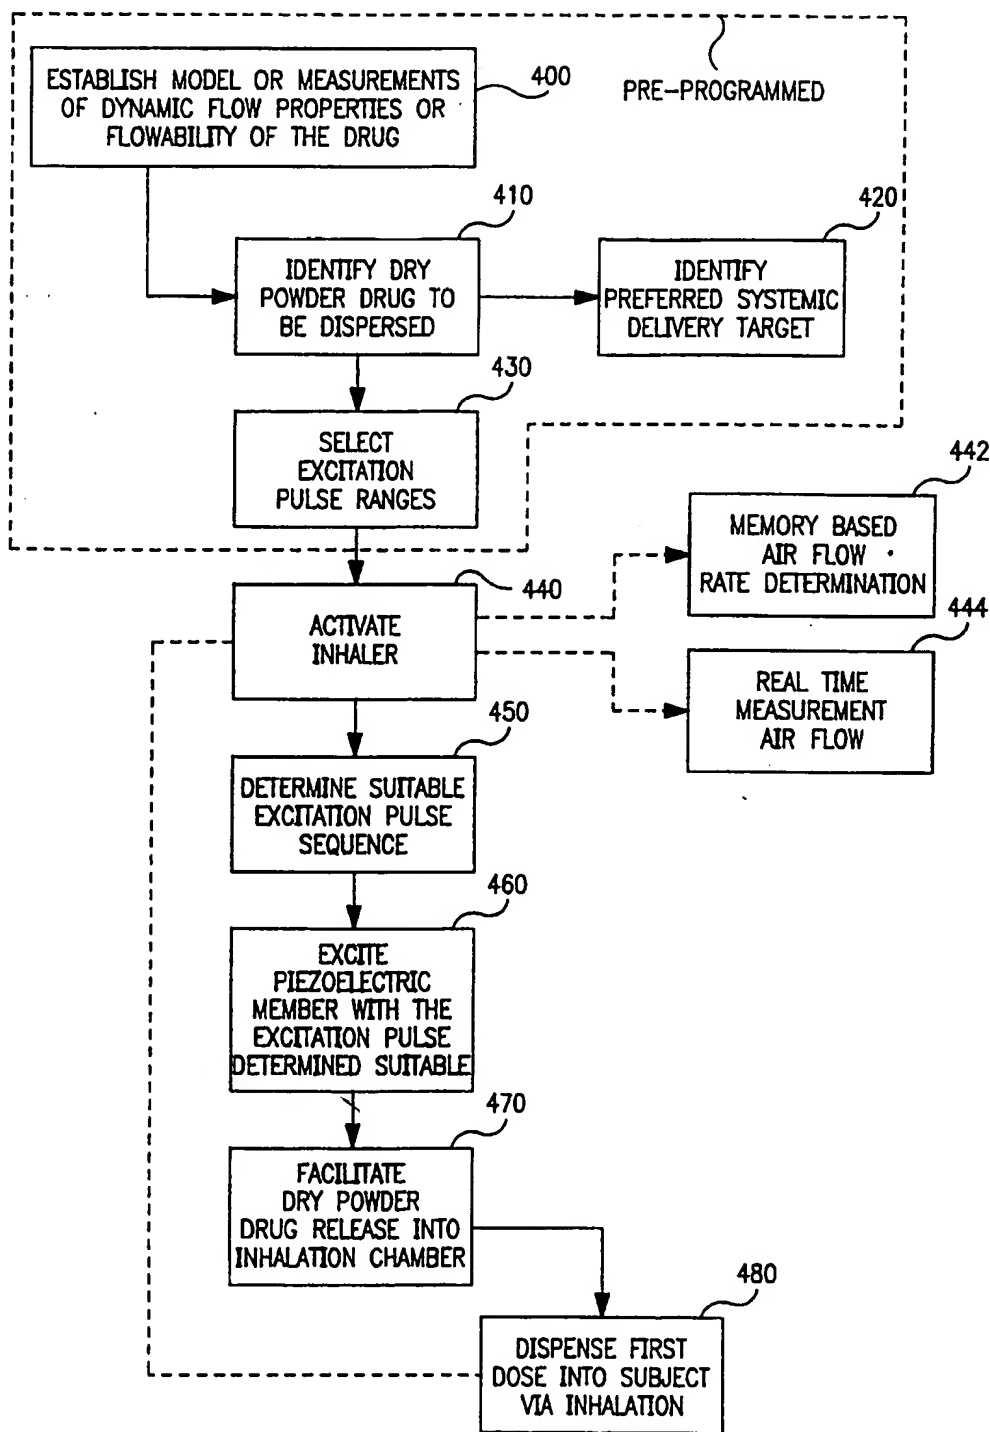 PRE-PROGRAMMED
400
ESTABLISH MODEL OR MEASUREMENTS
OF DYNAMIC FLOW PROPERTIES OR
FLOWABILITY OF THE DRUG
410
IDENTIFY DRY
POWDER DRUG TO
BE DISPERSED
420
IDENTIFY
PREFERRED SYSTEMIC
DELIVERY TARGET
430
SELECT
EXCITATION
PULSE RANGES
440
ACTIVATE
INHALER
442
MEMORY BASED
AIR FLOW
RATE DETERMINATION
444
REAL TIME
MEASUREMENT
AIR FLOW
450
DETERMINE SUITABLE
EXCITATION PULSE
SEQUENCE
460
EXCITE
PIEZOELECTRIC
MEMBER WITH THE
EXCITATION PULSE
DETERMINED SUITABLE
470
FACILITATE
DRY POWDER
DRUG RELEASE INTO
INHALATION CHAMBER
480
DISPENSE FIRST
DOSE INTO SUBJECT
VIA INHALATION